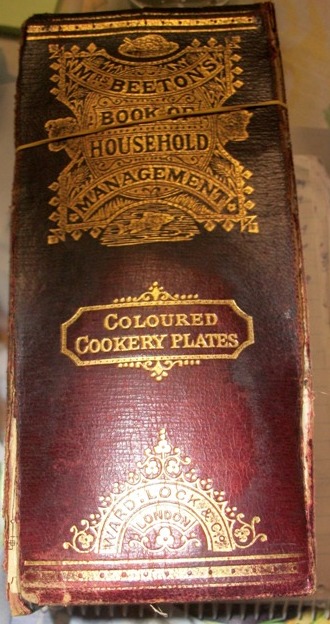 MRS BEETON'S
BOOK OF
HOUSEHOLD
MANAGEMENT
COLOURED
COOKERY PLATES
WARD·LOCK & Co.
LONDON